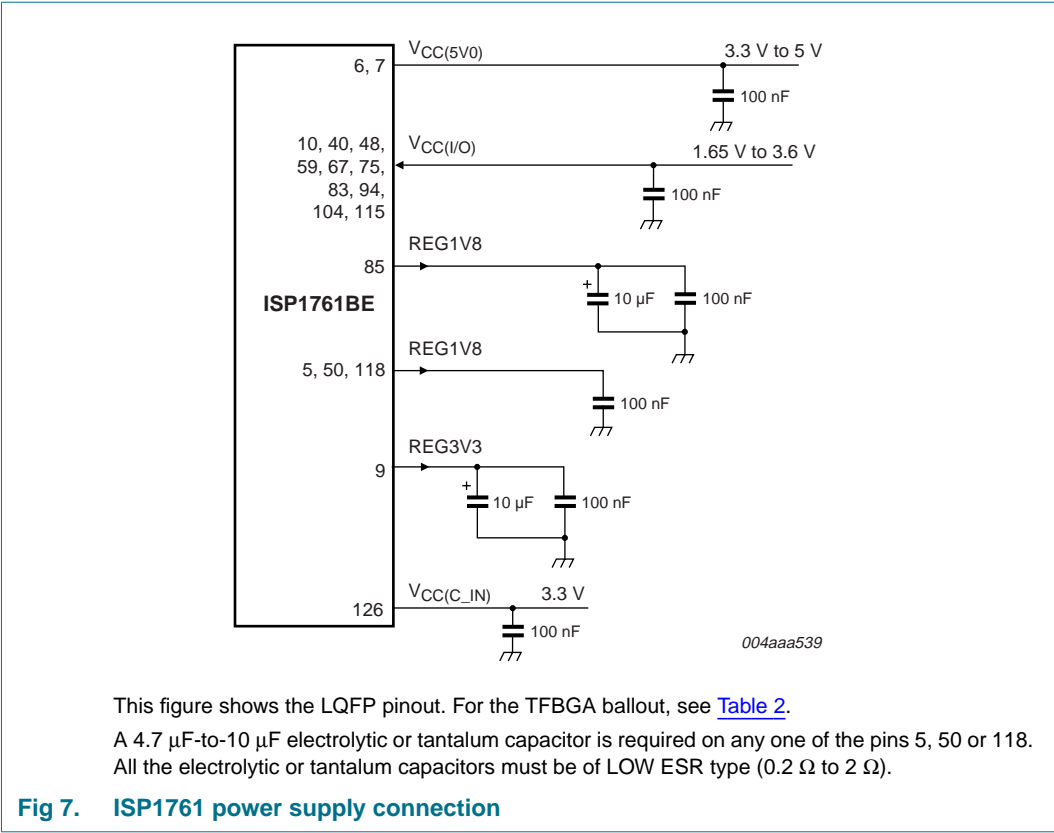 VCC(5V0)
3.3 V to 5 V
6, 7
100 nF
10, 40, 48,
59, 67, 75,
83, 94,
104, 115
VCC(I/O)
1.65 V to 3.6 V
100 nF
REG1V8
85
+
10 µF
100 nF
ISP1761BE
REG1V8
5, 50, 118
100 nF
REG3V3
9
+
10 µF
100 nF
VCC(C_IN)
3.3 V
126
100 nF
004aaa539
This figure shows the LQFP pinout. For the TFBGA ballout, see Table 2.
A 4.7 µF-to-10 µF electrolytic or tantalum capacitor is required on any one of the pins 5, 50 or 118.
All the electrolytic or tantalum capacitors must be of LOW ESR type (0.2 Ω to 2 Ω).
Fig 7. ISP1761 power supply connection